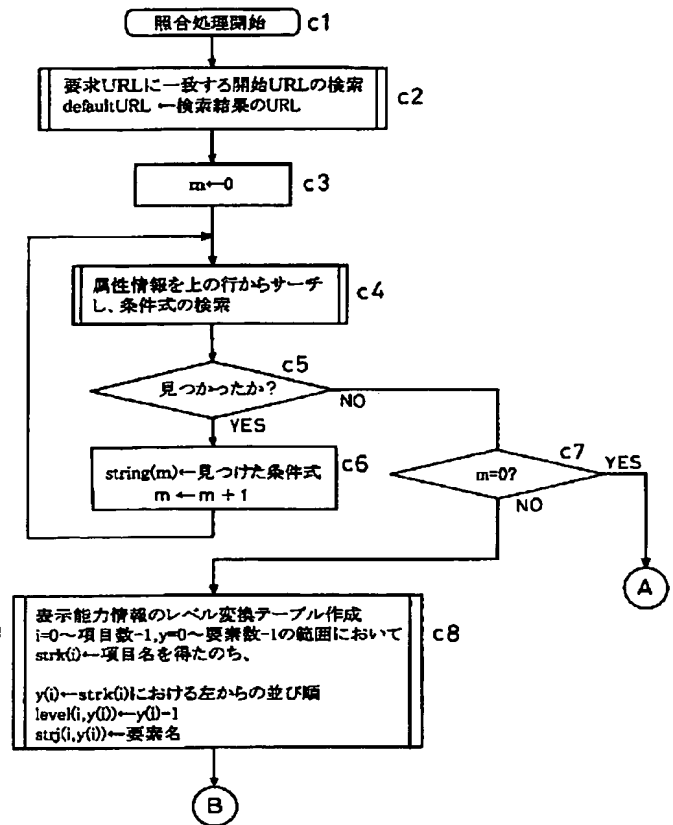 照合処理開始 c1
要求URLに一致する開始URLの検索
defaultURL ←検索結果のURL
c2
m←0 c3
属性情報を上の行からサーチ
し、条件式の検索
c4
c5
見つかったか?
NO
YES
c6
string(m)←見つけた条件式
m ← m + 1
c7
m=0?
YES
NO
A
表示能力情報のレベル変換テーブル作成
i=0～項目数-1,y=0～要素数-1の範囲において
strk(i)←項目名を得たのち、
y(i)←strk(i)における左からの並び順
level(i,y(i))←y(i)-1
strj(i,y(i))←要素名
c8
B